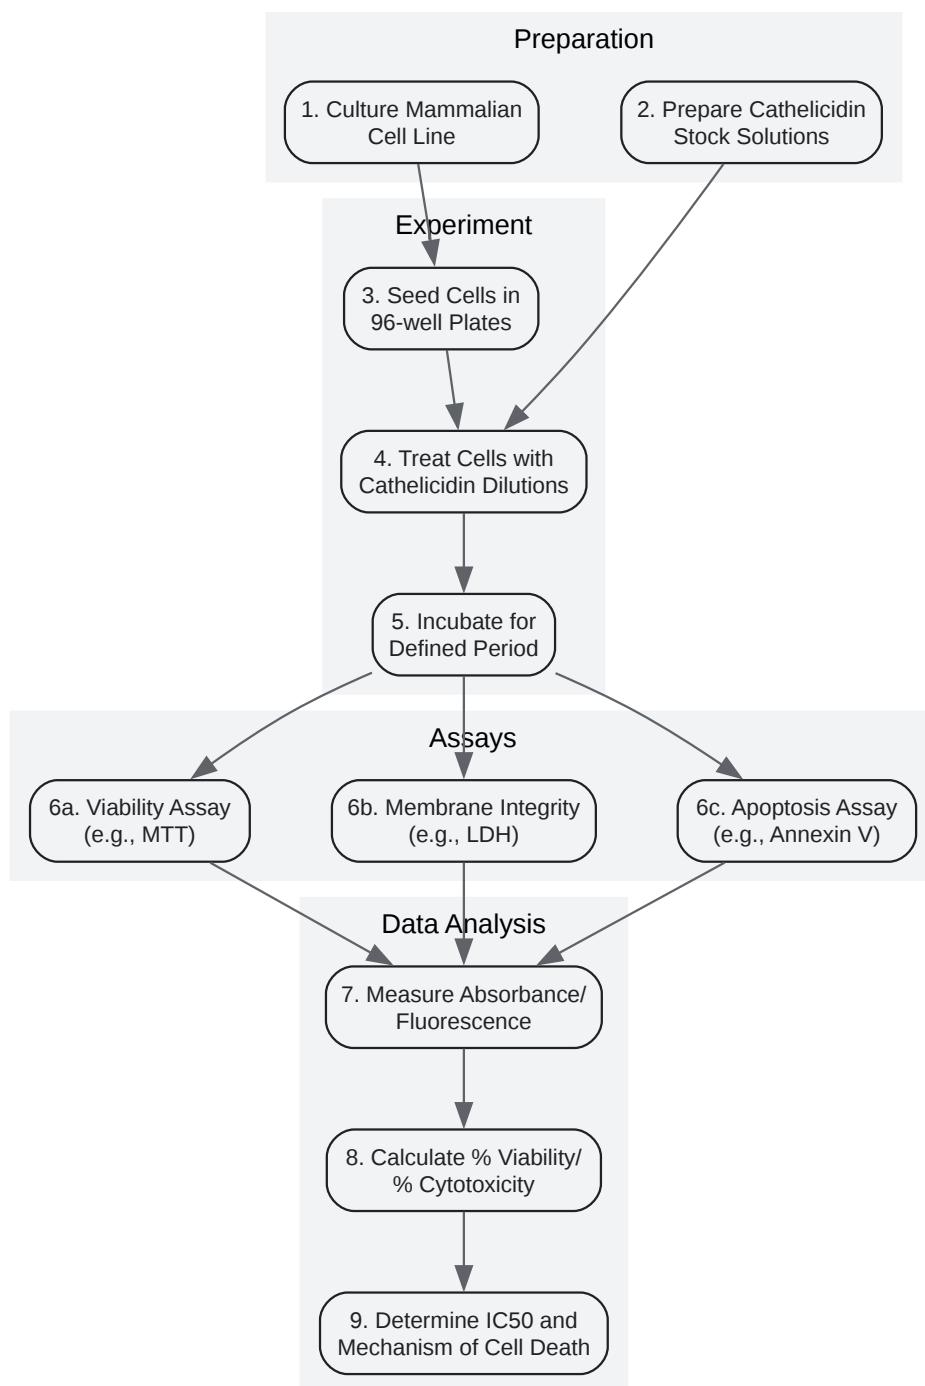 Preparation
1. Culture Mammalian
Cell Line
2. Prepare Cathelicidin
Stock Solutions
Experiment
3. Seed Cells in
96-well Plates
4. Treat Cells with
Cathelicidin Dilutions
5. Incubate for
Defined Period
Assays
6a. Viability Assay
(e.g., MTT)
6b. Membrane Integrity
(e.g., LDH)
6c. Apoptosis Assay
(e.g., Annexin V)
Data Analysis
7. Measure Absorbance/
Fluorescence
8. Calculate % Viability/
% Cytotoxicity
9. Determine IC50 and
Mechanism of Cell Death